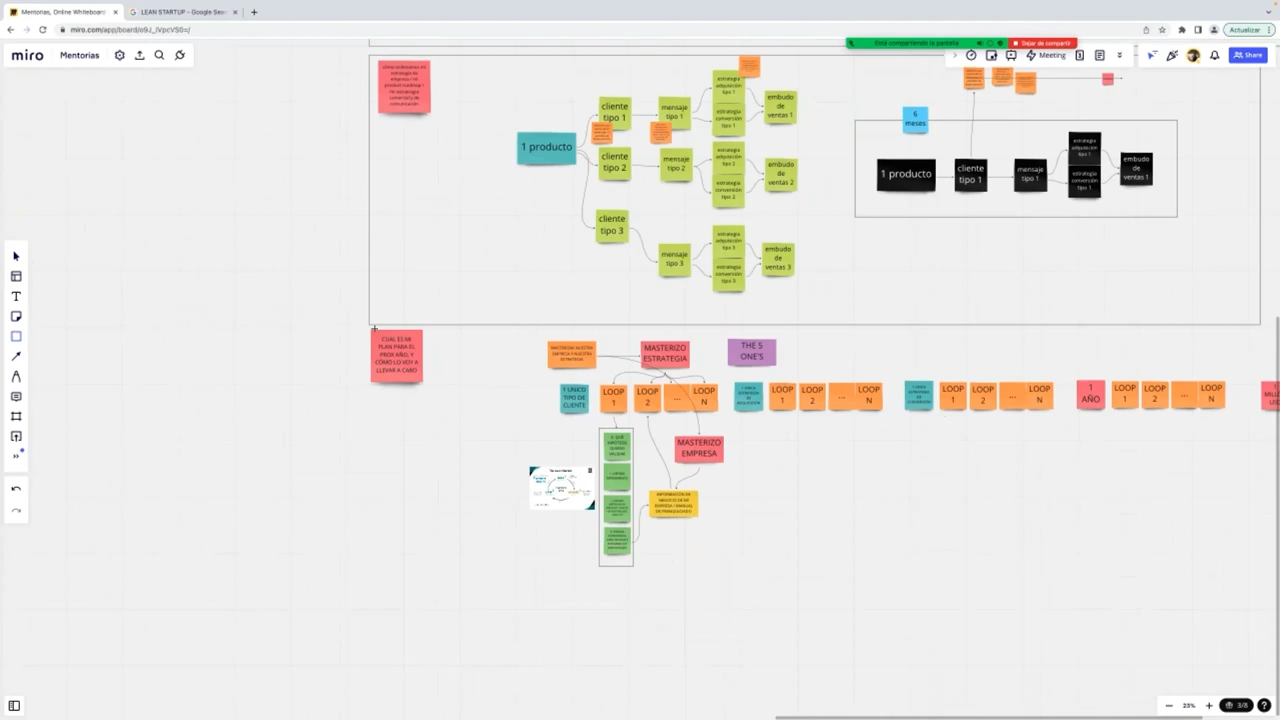 Mentorias, Online Whiteboard
LEAN STARTUP - Google Sear
miro.com/app/board/o9J_lVpcVS0=/
Actualizar
miro
Mentorias
Está compartiendo la pantalla
Dejar de compartir
Meeting
Share
1 producto
cliente tipo 1
cliente tipo 2
cliente tipo 3
mensaje tipo 1
mensaje tipo 2
mensaje tipo 3
estrategia adquisición tipo 1
estrategia conversión tipo 1
estrategia adquisición tipo 2
estrategia conversión tipo 2
estrategia adquisición tipo 3
estrategia conversión tipo 3
embudo de ventas 1
embudo de ventas 2
embudo de ventas 3
6 meses
1 producto
cliente tipo 1
mensaje tipo 1
estrategia adquisición tipo 1
estrategia conversión tipo 1
embudo de ventas 1
CUAL ES MI
PLAN PARA EL
PROX AÑO, Y
CÓMO LO VOY A
LLEVAR A CABO
MASTERIZO
ESTRATEGIA
THE 5
ONE'S
1 UNICO
TIPO DE
CLIENTE
LOOP 1
LOOP 2
...
LOOP N
LOOP 1
LOOP 2
...
LOOP N
LOOP 1
LOOP 2
...
LOOP N
1 AÑO
LOOP 1
LOOP 2
...
LOOP N
MASTERIZO
EMPRESA
23%
3/8